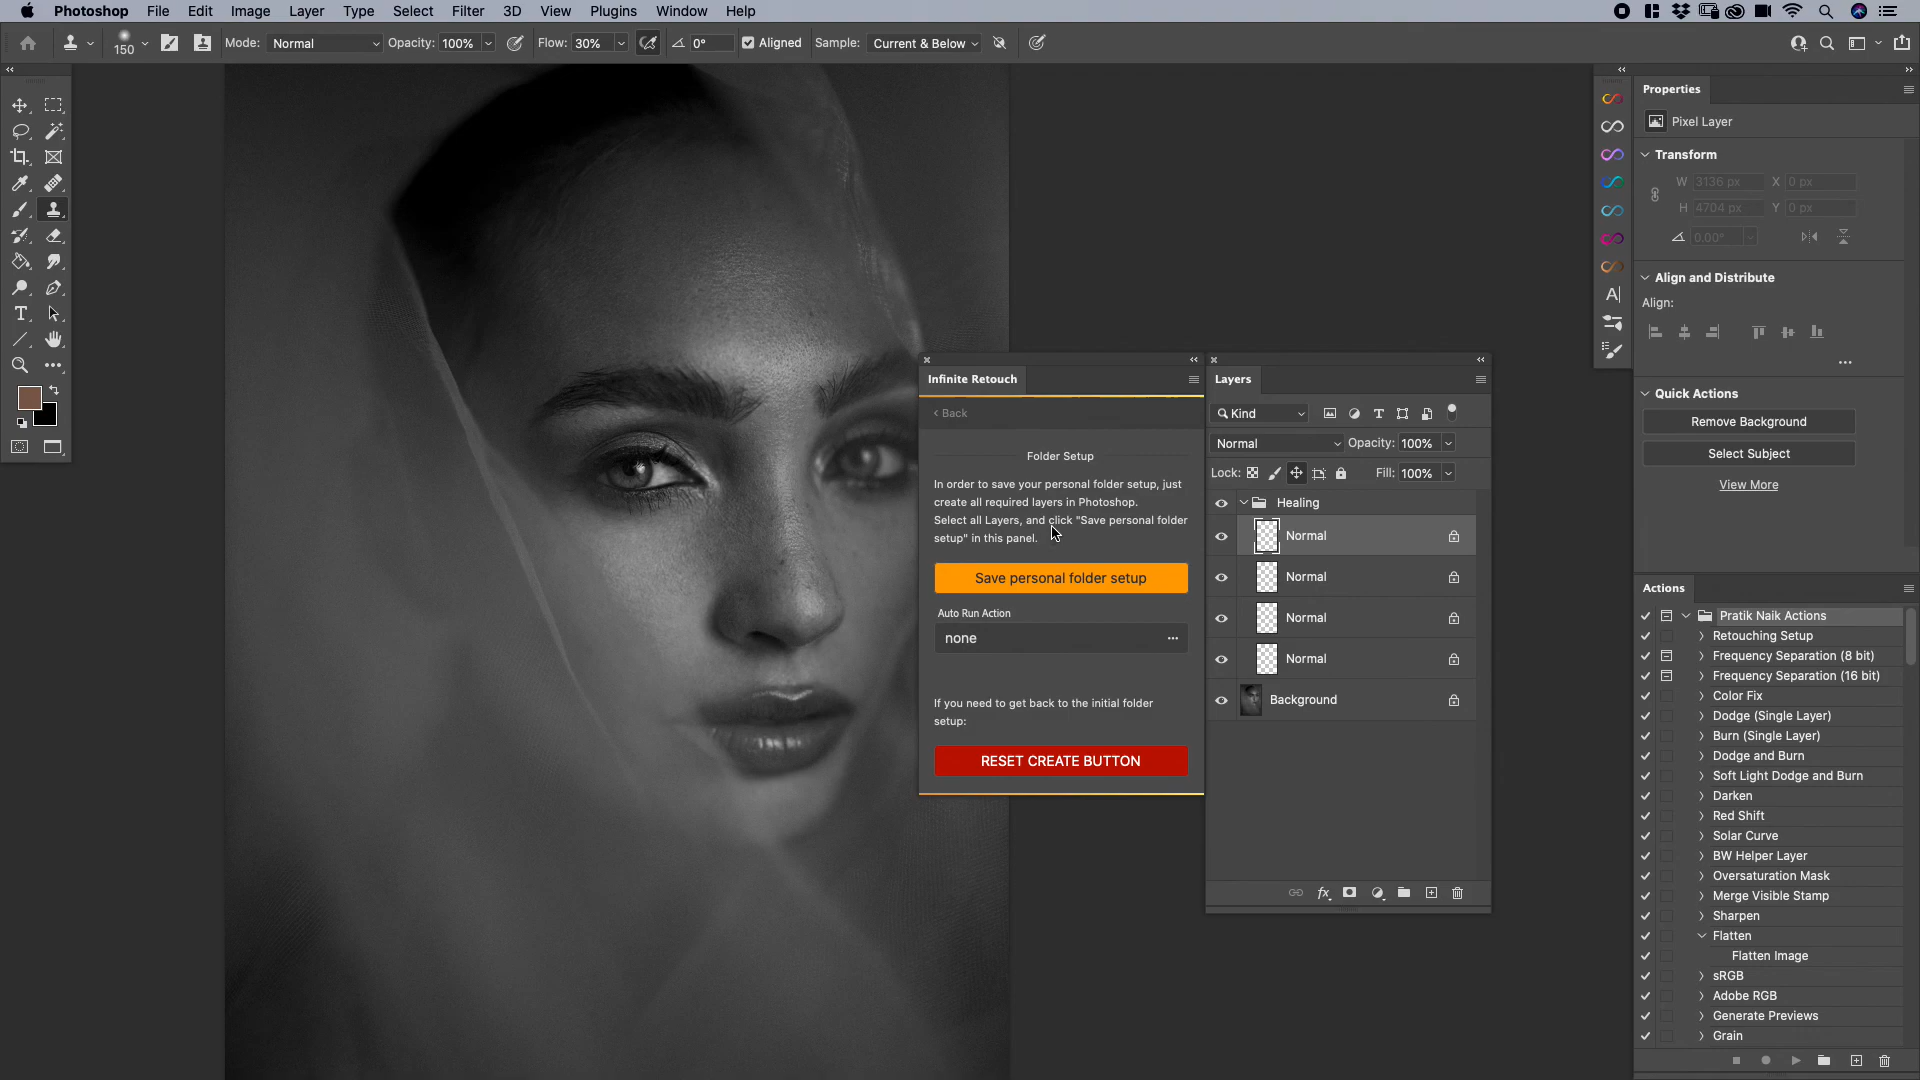 Photoshop File Edit Image Layer Type Select Filter 3D View Plugins Window Help
150 Mode: Normal Opacity: 100% Flow: 30% 0° Aligned Sample: Current & Below
Infinite Retouch
Back
Folder Setup
In order to save your personal folder setup, just
create all required layers in Photoshop.
Select all Layers, and click "Save personal folder
setup" in this panel.
Save personal folder setup
Auto Run Action
none
If you need to get back to the initial folder
setup:
RESET CREATE BUTTON
Layers
Kind
Normal Opacity: 100%
Lock: Fill: 100%
Healing
Normal
Normal
Normal
Normal
Background
Properties
Pixel Layer
Transform
W 3136 px X 0 px
H 4704 px Y 0 px
0.00°
Align and Distribute
Align:
Quick Actions
Remove Background
Select Subject
View More
Actions
Pratik Naik Actions
Retouching Setup
Frequency Separation (8 bit)
Frequency Separation (16 bit)
Color Fix
Dodge (Single Layer)
Burn (Single Layer)
Dodge and Burn
Soft Light Dodge and Burn
Darken
Red Shift
Solar Curve
BW Helper Layer
Oversaturation Mask
Merge Visible Stamp
Sharpen
Flatten
Flatten Image
sRGB
Adobe RGB
Generate Previews
Grain